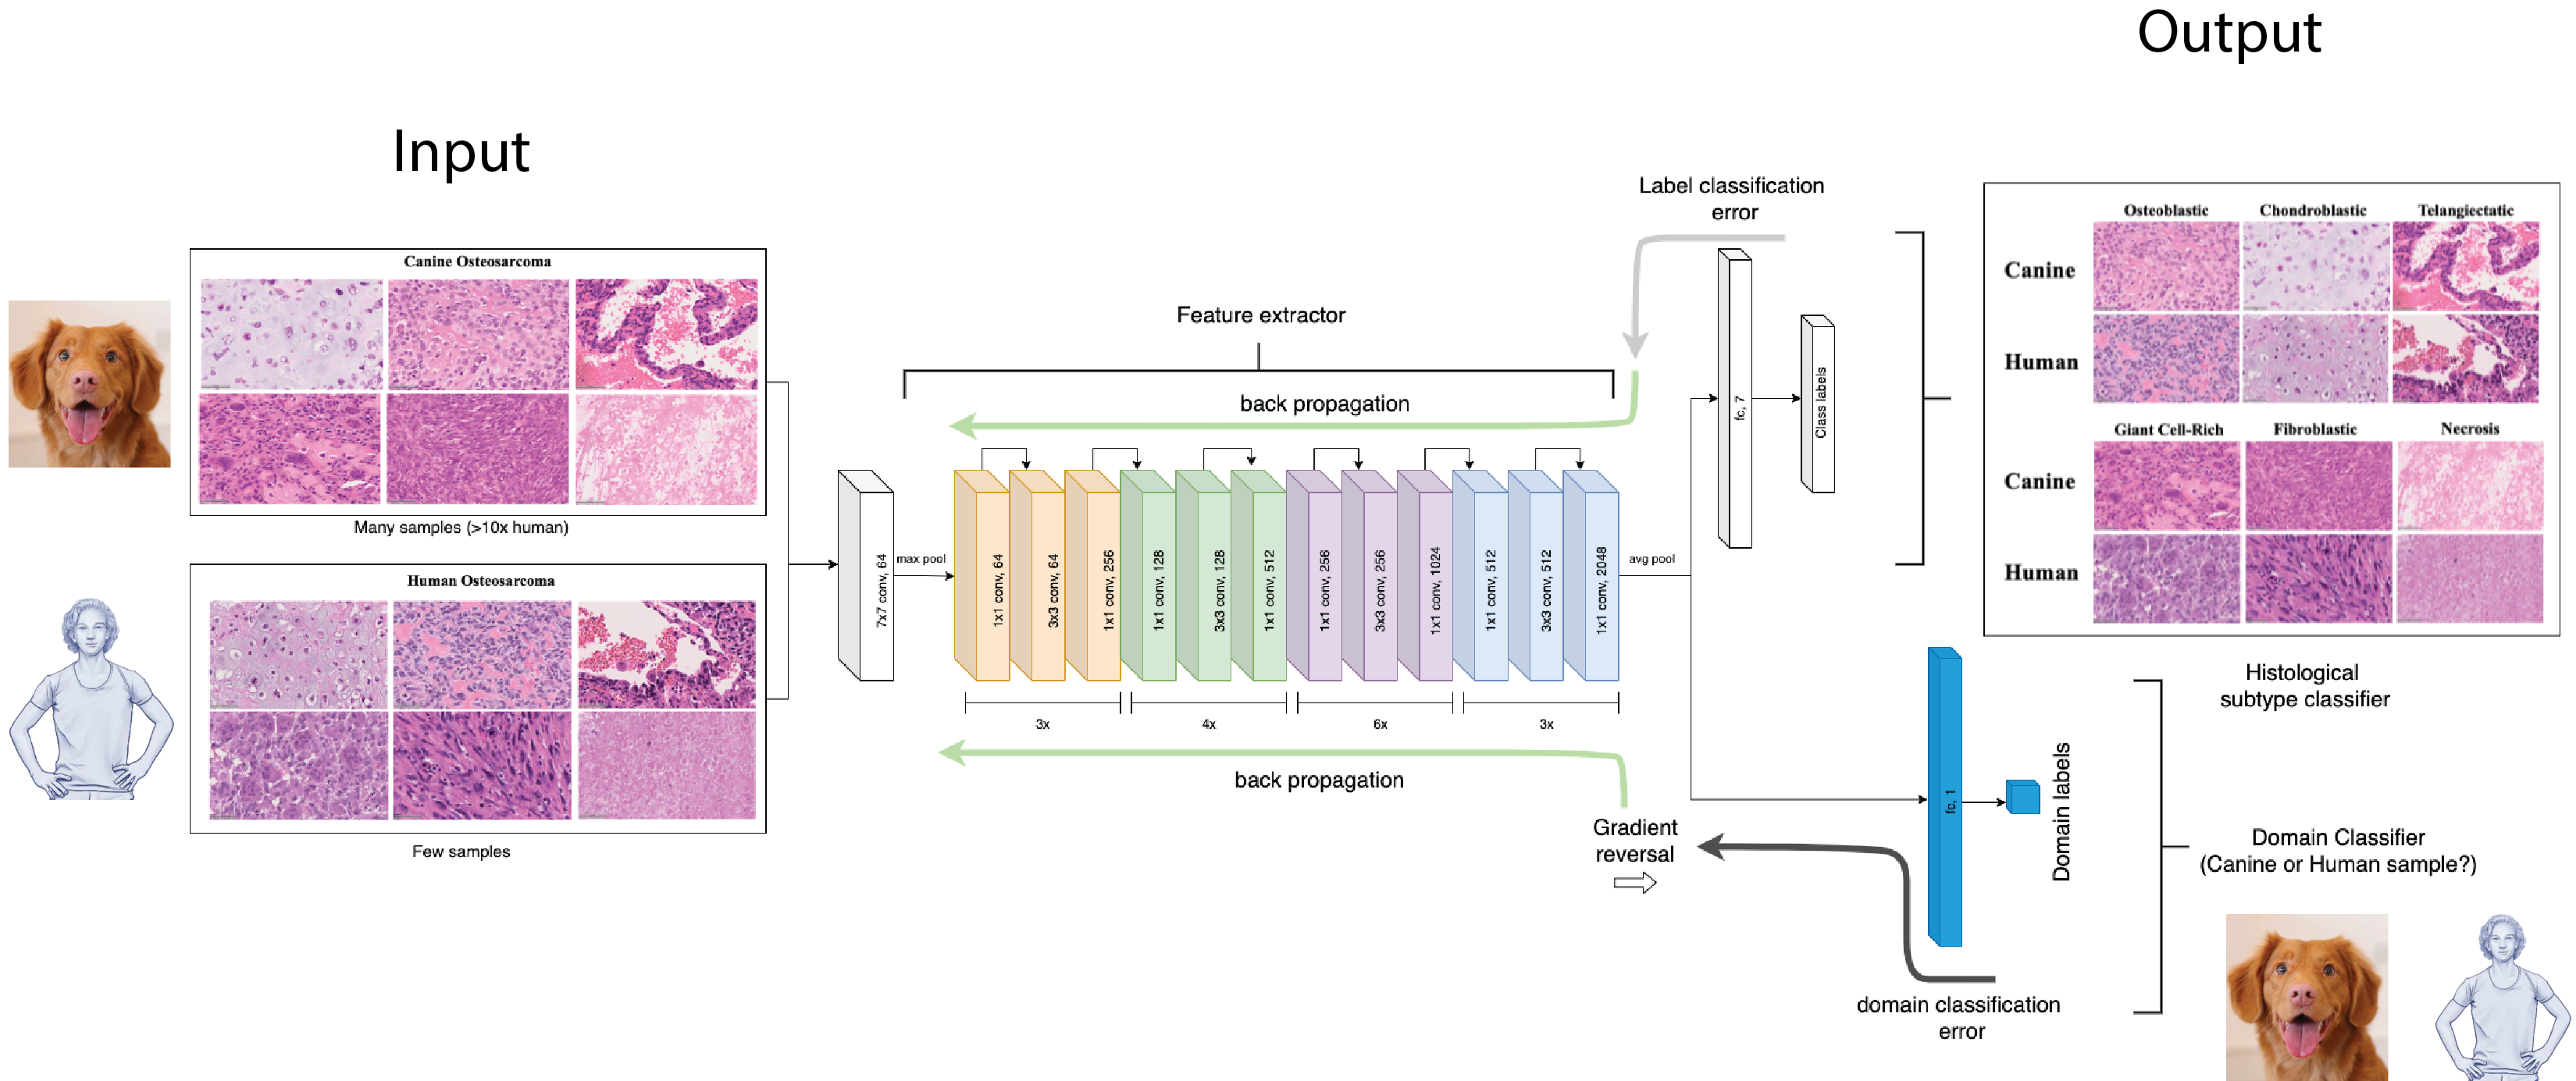 Output
Input
Canine Osteosarcoma
Many samples (>10x human)
Human Osteosarcoma
Few samples
Feature extractor
back propagation
7x7 conv, 64
max pool
1x1 conv, 64
3x3 conv, 64
1x1 conv, 256
1x1 conv, 128
3x3 conv, 128
1x1 conv, 512
1x1 conv, 256
3x3 conv, 256
1x1 conv, 1024
1x1 conv, 512
3x3 conv, 512
1x1 conv, 2048
3x
4x
6x
3x
back propagation
avg pool
Label classification
error
fc, 7
Class labels
Gradient
reversal
fc, 1
Domain labels
domain classification
error
Osteoblastic Chondroblastic Telangiectatic
Canine
Human
Giant Cell-Rich Fibroblastic Necrosis
Canine
Human
Histological
subtype classifier
Domain Classifier
(Canine or Human sample?)